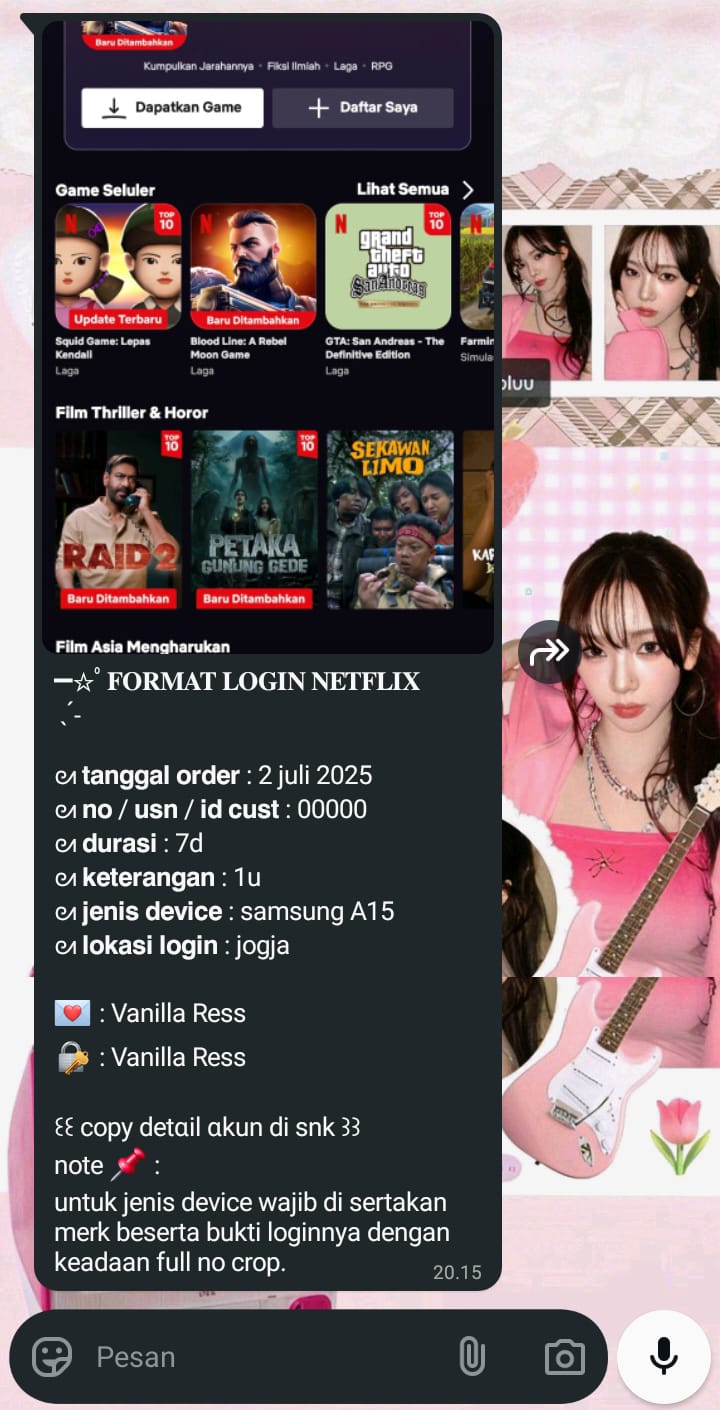 Baru Ditambahkan
Kumpulkan Jarahannya • Fiksi Ilmiah • Laga • RPG
Dapatkan Game
Daftar Saya
Game Seluler
Lihat Semua
N
TOP 10
Update Terbaru
N
Baru Ditambahkan
N
TOP 10
grand
theft
auto
San Andreas
N
Squid Game: Lepas
Kendali
Laga
Blood Line: A Rebel
Moon Game
Laga
GTA: San Andreas – The
Definitive Edition
Laga
Farmin
Simula
oluu
Film Thriller & Horor
TOP 10
RAID 2
Baru Ditambahkan
TOP 10
PETAKA
GUNUNG GEDE
Baru Ditambahkan
SEKAWAN
LIMO
KAR
Film Asia Mengharukan
━☆ﾟ FORMAT LOGIN NETFLIX
ˎˊ-
ᝰ tanggal order : 2 juli 2025
ᝰ no / usn / id cust : 00000
ᝰ durasi : 7d
ᝰ keterangan : 1u
ᝰ jenis device : samsung A15
ᝰ lokasi login : jogja
💌 : Vanilla Ress
🔐 : Vanilla Ress
꒰꒰ copy detαil αkun di snk ꒱꒱
note 📌 :
untuk jenis device wajib di sertakan
merk beserta bukti loginnya dengan
keadaan full no crop.
20.15
Pesan